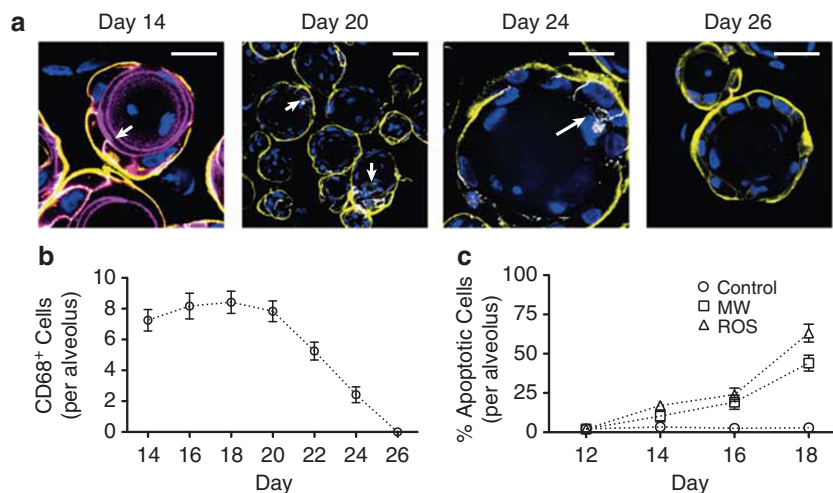 a
Day 14
Day 20
Day 24
Day 26
b
CD68+ Cells
(per alveolus)
10
8
6
4
2
0
14 16 18 20 22 24 26
Day
c
% Apoptotic Cells
(per alveolus)
100
75
50
25
0
Control
MW
ROS
12 14 16 18
Day